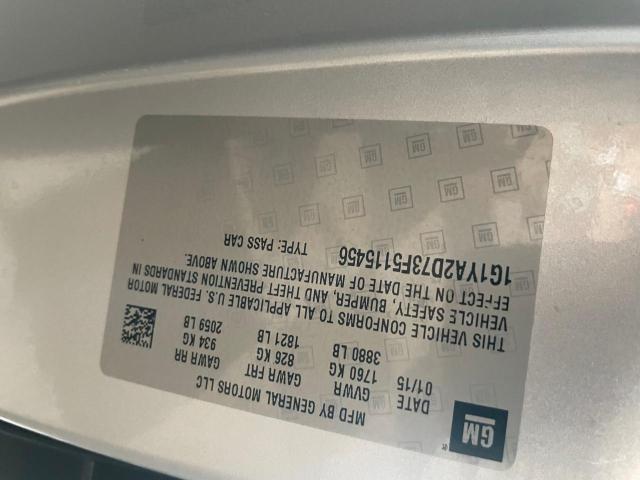 GM
MFD BY GENERAL MOTORS LLC
DATE GVWR GAWR FRT GAWR RR
01/15 1760 KG 826 KG 934 KG
3880 LB 1821 LB 2059 LB
THIS VEHICLE CONFORMS TO ALL APPLICABLE U.S. FEDERAL MOTOR
VEHICLE SAFETY, BUMPER, AND THEFT PREVENTION STANDARDS IN
EFFECT ON THE DATE OF MANUFACTURE SHOWN ABOVE.
1G1YA2D73F5115456 TYPE: PASS CAR